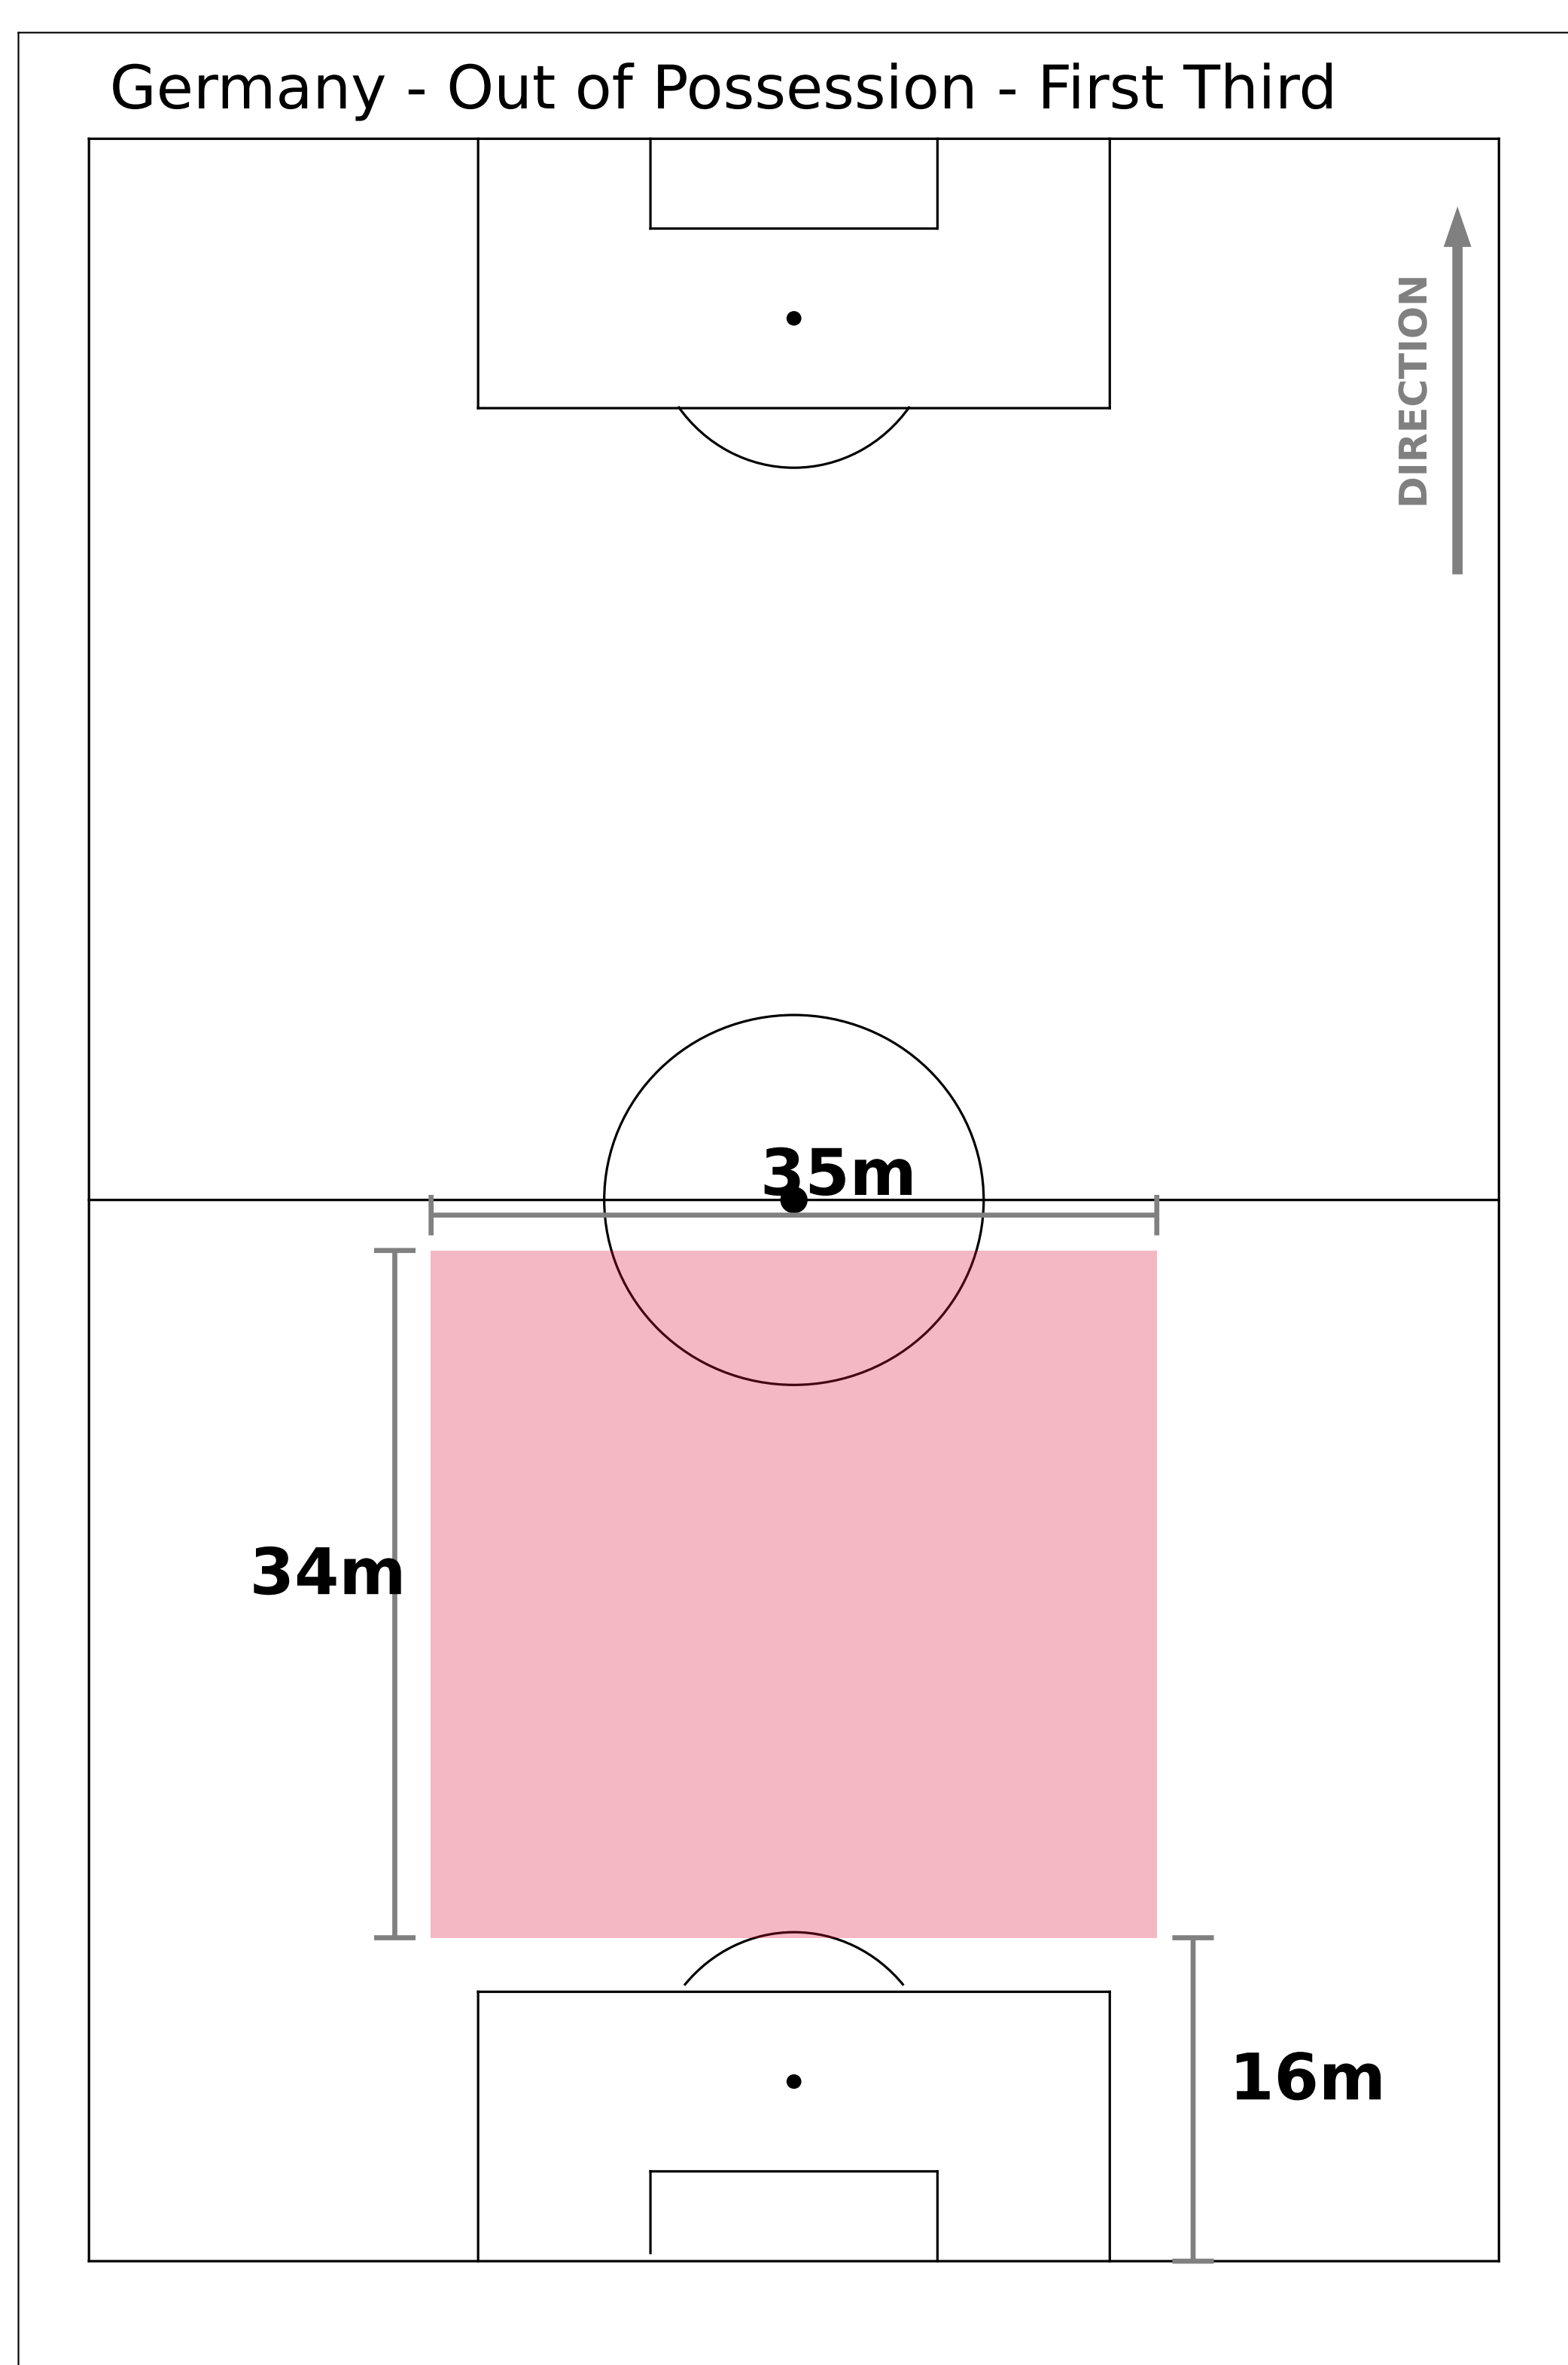 Germany - Out of Possession - First Third
DIRECTION
35m
34m
16m